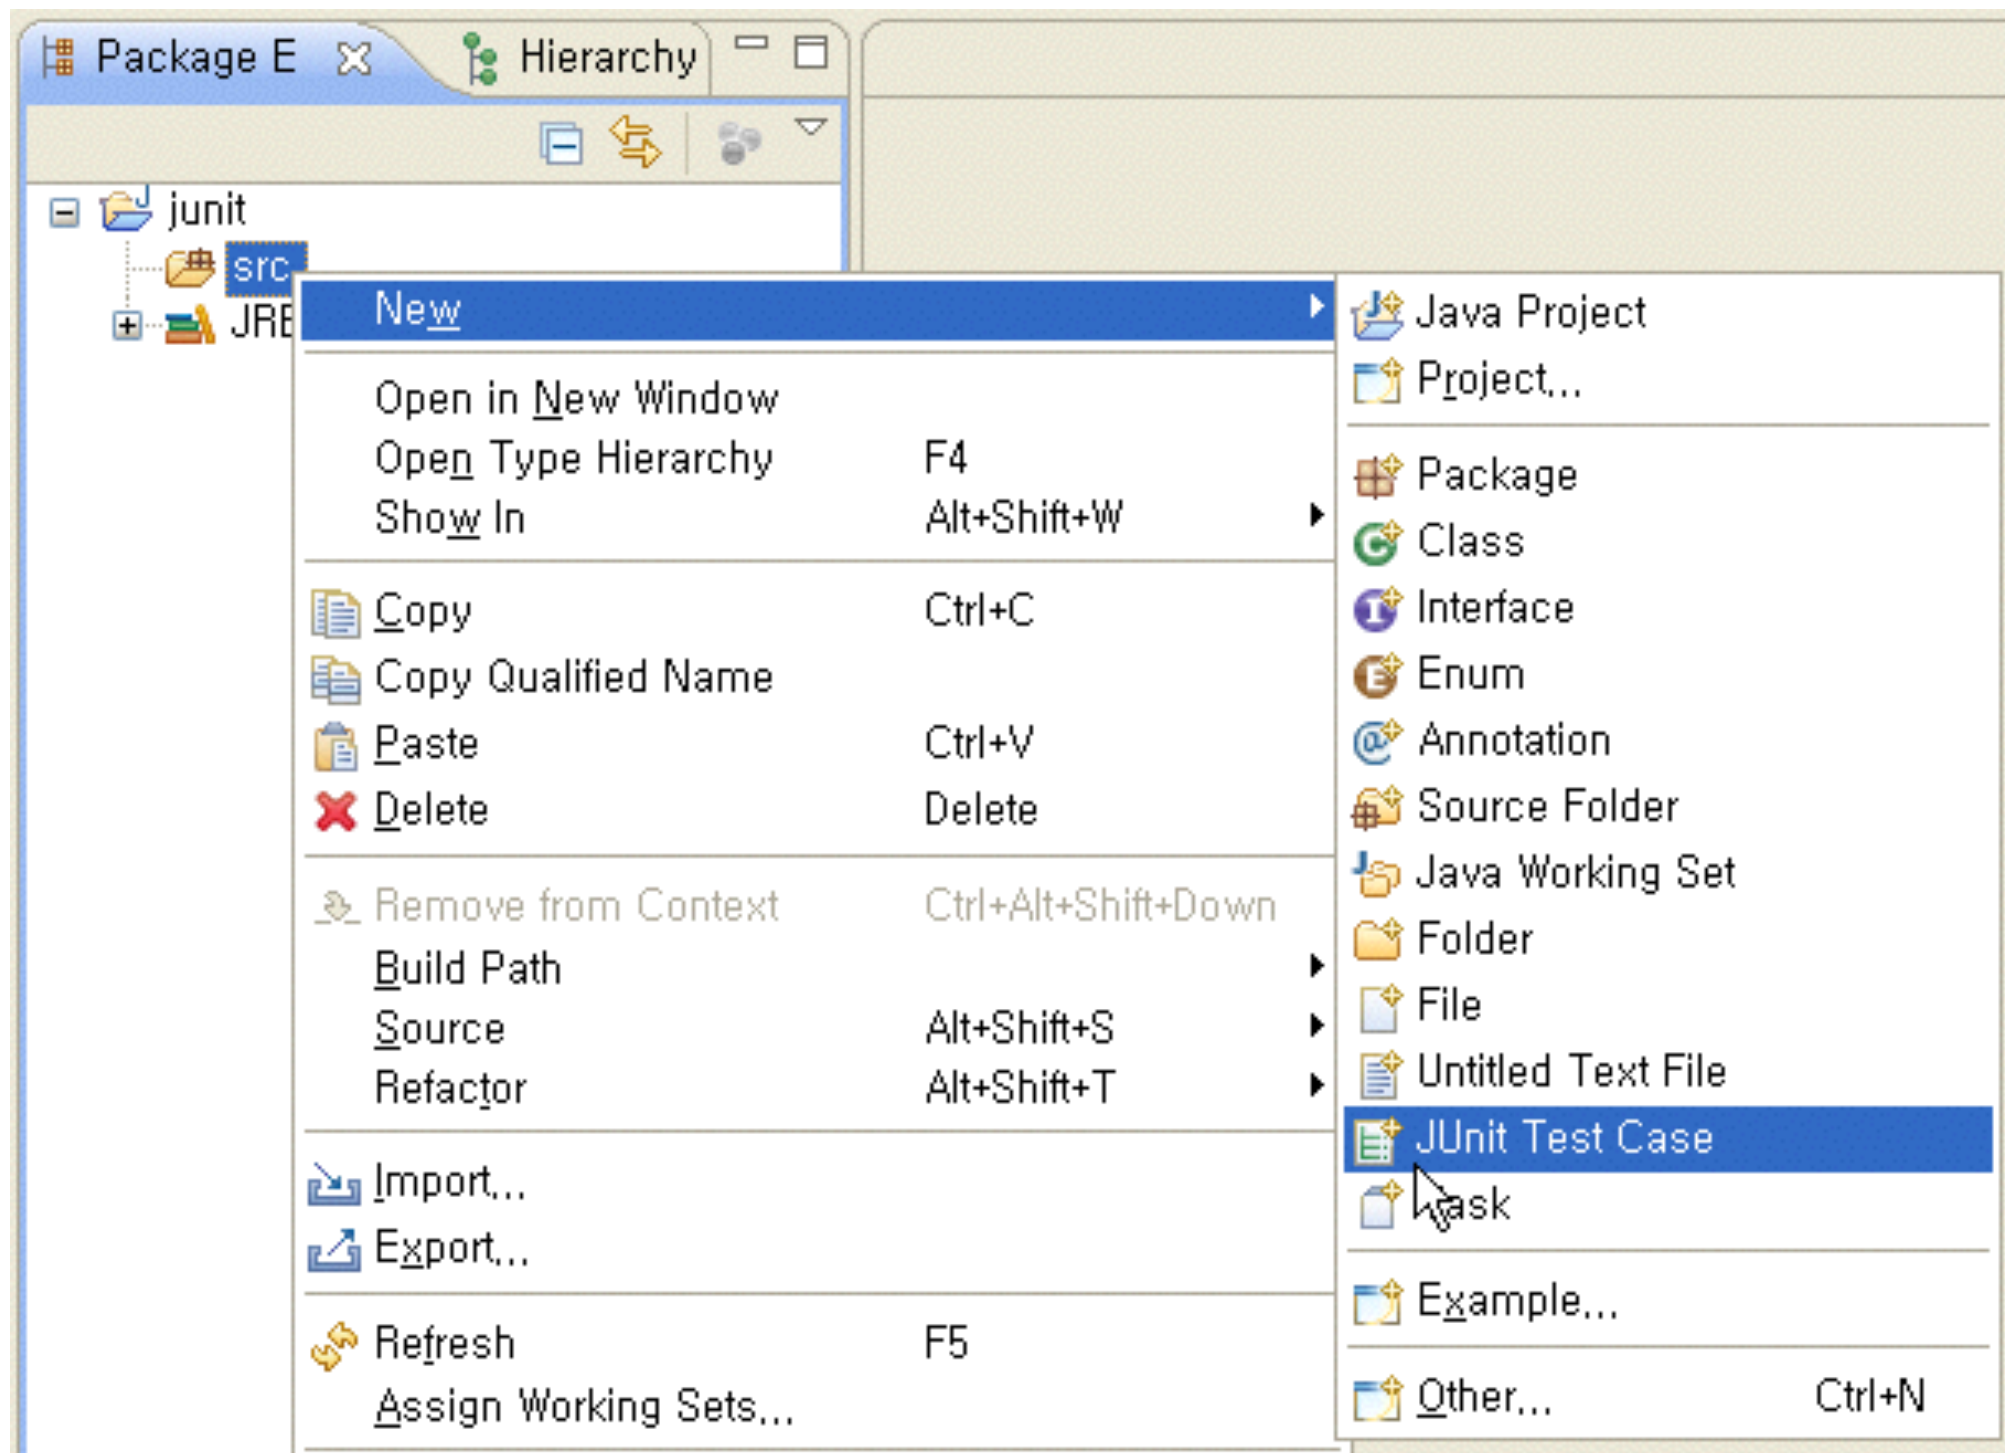 Package E
Hierarchy
junit
src
JRE
New
Open in New Window
Open Type Hierarchy F4
Show In Alt+Shift+W
Copy Ctrl+C
Copy Qualified Name
Paste Ctrl+V
Delete Delete
Remove from Context Ctrl+Alt+Shift+Down
Build Path
Source Alt+Shift+S
Refactor Alt+Shift+T
Import...
Export...
Refresh F5
Assign Working Sets...
Java Project
Project...
Package
Class
Interface
Enum
Annotation
Source Folder
Java Working Set
Folder
File
Untitled Text File
JUnit Test Case
Task
Example...
Other... Ctrl+N